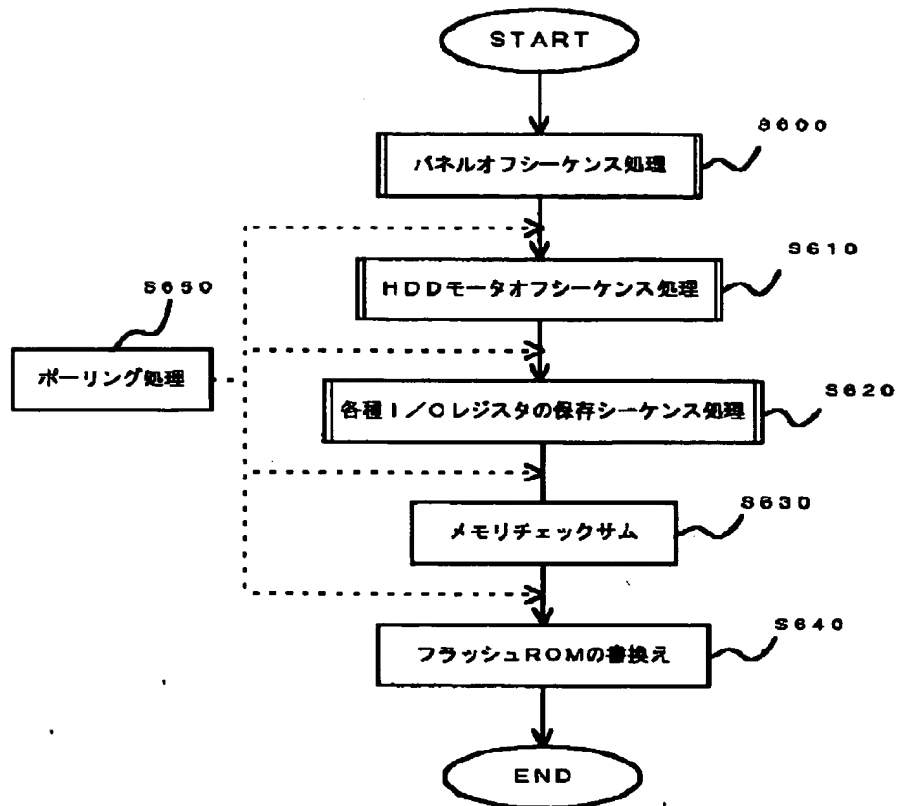 START
S600
パネルオフシーケンス処理
S610
HDDモータオフシーケンス処理
S650
ポーリング処理
S620
各種I/Oレジスタの保存シーケンス処理
S630
メモリチェックサム
S640
フラッシュROMの書換え
END